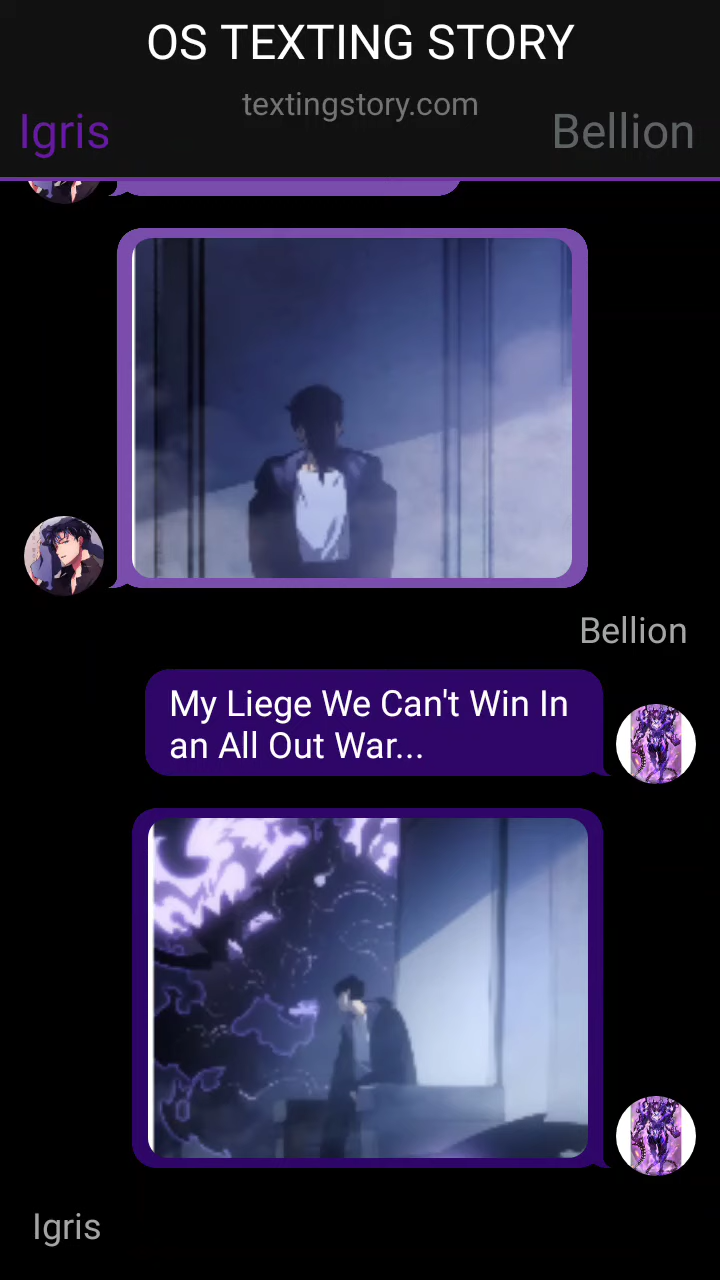 OS TEXTING STORY
textingstory.com
Igris
Bellion
Bellion
My Liege We Can't Win In
an All Out War...
Igris